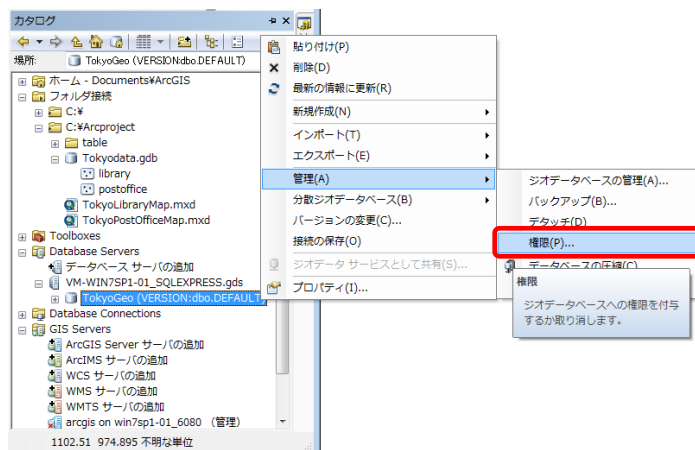 カタログ
場所:
TokyoGeo (VERSION:dbo.DEFAULT)
ホーム - Documents¥ArcGIS
フォルダ接続
C:¥
C:¥Arcproject
table
Tokyodata.gdb
library
postoffice
TokyoLibraryMap.mxd
TokyoPostOfficeMap.mxd
Toolboxes
Database Servers
データベース サーバの追加
VM-WIN7SP1-01_SQLEXPRESS.gds
TokyoGeo (VERSION:dbo.DEFAULT)
Database Connections
GIS Servers
ArcGIS Server サーバの追加
ArcIMS サーバの追加
WCS サーバの追加
WMS サーバの追加
WMTS サーバの追加
arcgis on win7sp1-01_6080 (管理)
1102.51 974.895 不明な単位
貼り付け(P)
削除(D)
最新の情報に更新(R)
新規作成(N)
インポート(T)
エクスポート(E)
管理(A)
分散ジオデータベース(B)
バージョンの変更(C)...
接続の保存(O)
ジオデータ サービスとして共有(S)...
プロパティ(I)...
ジオデータベースの管理(A)...
バックアップ(B)...
デタッチ(D)
権限(P)...
データベースの圧縮(C)
権限
ジオデータベースへの権限を付与
するか取り消します。